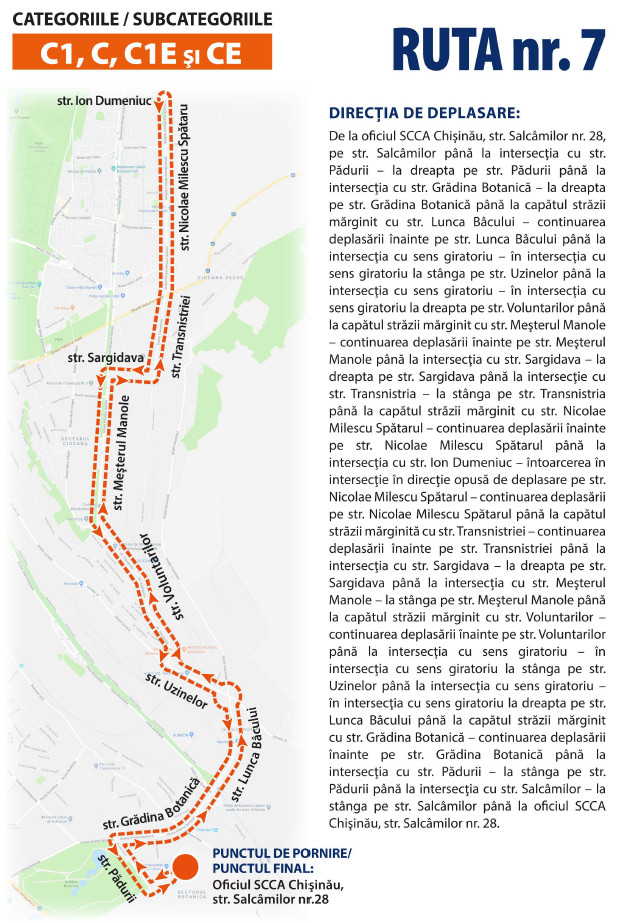 CATEGORIILE / SUBCATEGORIILE
C1, C, C1E ȘI CE
RUTA nr. 7
str. Ion Dumeniuc
str. Nicolae Milescu Spătaru
str. Sargidava
str. Transnistriei
str. Meșterul Manole
str. Voluntarilor
str. Uzinelor
str. Lunca Bâcului
str. Grădina Botanică
str. Pădurii
CIOCANA VECHE
SECTORUL
CIOCANA
SECTORUL
BOTANICA
PUNCTUL DE PORNIRE/
PUNCTUL FINAL:
Oficiul SCCA Chişinău,
str. Salcâmilor nr.28
DIRECŢIA DE DEPLASARE:
De la oficiul SCCA Chişinău, str. Salcâmilor nr. 28,
pe str. Salcâmilor până la intersecţia cu str.
Pădurii – la dreapta pe str. Pădurii până la
intersecţia cu str. Grădina Botanică – la dreapta
pe str. Grădina Botanică până la capătul străzii
mărginit cu str. Lunca Bâcului – continuarea
deplasării înainte pe str. Lunca Bâcului până la
intersecţia cu sens giratoriu – în intersecţia cu
sens giratoriu la stânga pe str. Uzinelor până la
intersecţia cu sens giratoriu – în intersecţia cu
sens giratoriu la dreapta pe str. Voluntarilor până
la capătul străzii mărginit cu str. Meşterul Manole
– continuarea deplasării înainte pe str. Meşterul
Manole până la intersecţia cu str. Sargidava – la
dreapta pe str. Sargidava până la intersecţie cu
str. Transnistria – la stânga pe str. Transnistria
până la capătul străzii mărginit cu str. Nicolae
Milescu Spătarul – continuarea deplasării înainte
pe str. Nicolae Milescu Spătarul până la
intersecţia cu str. Ion Dumeniuc – întoarcerea în
intersecţie în direcţie opusă de deplasare pe str.
Nicolae Milescu Spătarul – continuarea deplasării
pe str. Nicolae Milescu Spătarul până la capătul
străzii mărginită cu str. Transnistriei – continuarea
deplasării înainte pe str. Transnistriei până la
intersecţia cu str. Sargidava – la dreapta pe str.
Sargidava până la intersecţia cu str. Meşterul
Manole – la stânga pe str. Meşterul Manole până
la capătul străzii mărginit cu str. Voluntarilor –
continuarea deplasării înainte pe str. Voluntarilor
până la intersecţia cu sens giratoriu – în
intersecţia cu sens giratoriu la stânga pe str.
Uzinelor până la intersecţia cu sens giratoriu –
în intersecţia cu sens giratoriu la dreapta pe str.
Lunca Bâcului până la capătul străzii mărginit
cu str. Grădina Botanică – continuarea deplasării
înainte pe str. Grădina Botanică până la
intersecţia cu str. Pădurii – la stânga pe str.
Pădurii până la intersecţia cu str. Salcâmilor – la
stânga pe str. Salcâmilor până la oficiul SCCA
Chişinău, str. Salcâmilor nr. 28.